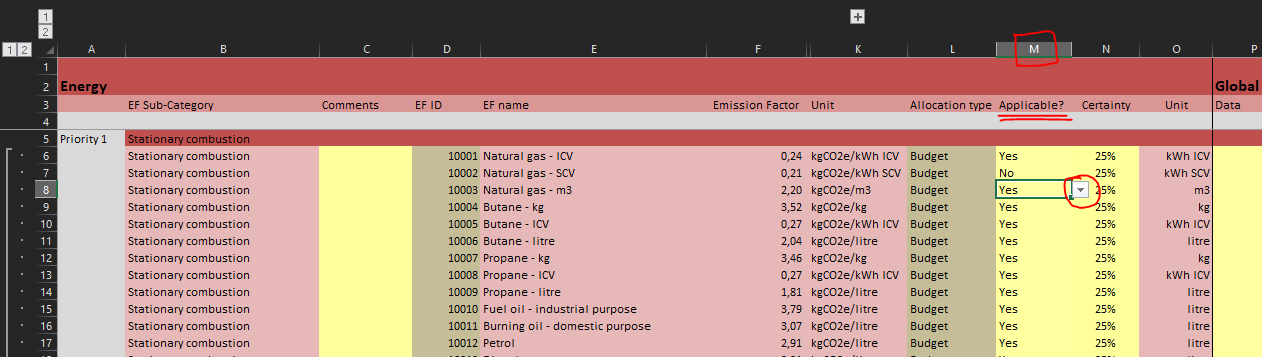 1
2
1 2 A B C D E F K L M N O P
1
2 Energy Global
3 EF Sub-Category Comments EF ID EF name Emission Factor Unit Allocation type Applicable? Certainty Unit Data
4
5 Priority 1 Stationary combustion
6 Stationary combustion 10001 Natural gas - ICV 0,24 kgCO2e/kWh ICV Budget Yes 25% kWh ICV
7 Stationary combustion 10002 Natural gas - SCV 0,21 kgCO2e/kWh SCV Budget No 25% kWh SCV
8 Stationary combustion 10003 Natural gas - m3 2,20 kgCO2e/m3 Budget Yes 25% m3
9 Stationary combustion 10004 Butane - kg 3,52 kgCO2e/kg Budget Yes 25% kg
10 Stationary combustion 10005 Butane - ICV 0,27 kgCO2e/kWh ICV Budget Yes 25% kWh ICV
11 Stationary combustion 10006 Butane - litre 2,04 kgCO2e/litre Budget Yes 25% litre
12 Stationary combustion 10007 Propane - kg 3,46 kgCO2e/kg Budget Yes 25% kg
13 Stationary combustion 10008 Propane - ICV 0,27 kgCO2e/kWh ICV Budget Yes 25% kWh ICV
14 Stationary combustion 10009 Propane - litre 1,81 kgCO2e/litre Budget Yes 25% litre
15 Stationary combustion 10010 Fuel oil - industrial purpose 3,79 kgCO2e/litre Budget Yes 25% litre
16 Stationary combustion 10011 Burning oil - domestic purpose 3,07 kgCO2e/litre Budget Yes 25% litre
17 Stationary combustion 10012 Petrol 2,91 kgCO2e/litre Budget Yes 25% litre